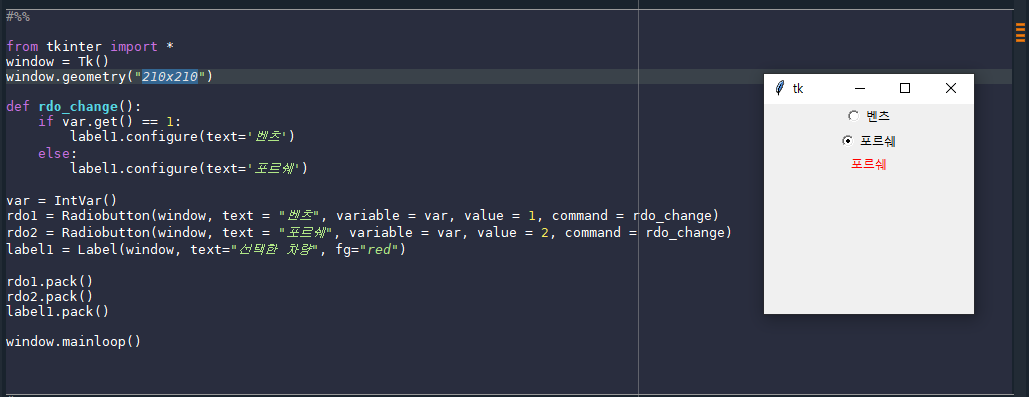 #%%
from tkinter import *
window = Tk()
window.geometry("210x210")
def rdo_change():
    if var.get() == 1:
        label1.configure(text='벤츠')
    else:
        label1.configure(text='포르쉐')
var = IntVar()
rdo1 = Radiobutton(window, text = "벤츠", variable = var, value = 1, command = rdo_change)
rdo2 = Radiobutton(window, text = "포르쉐", variable = var, value = 2, command = rdo_change)
label1 = Label(window, text="선택한 차량", fg="red")
rdo1.pack()
rdo2.pack()
label1.pack()
window.mainloop()
tk
벤츠
포르쉐
포르쉐